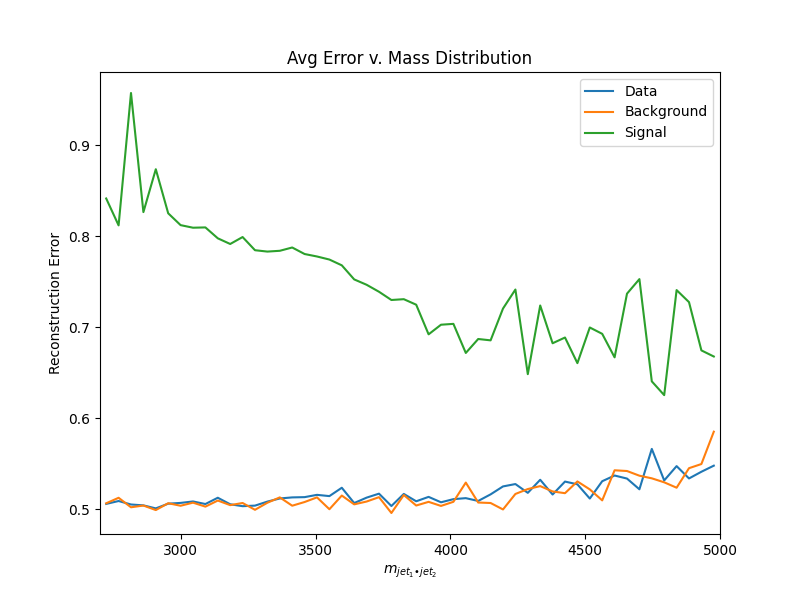 Avg Error v. Mass Distribution
Data
Background
Signal
Reconstruction Error
0.9
0.8
0.7
0.6
0.5
3000 3500 4000 4500 5000
m_{jet_1•jet_2}